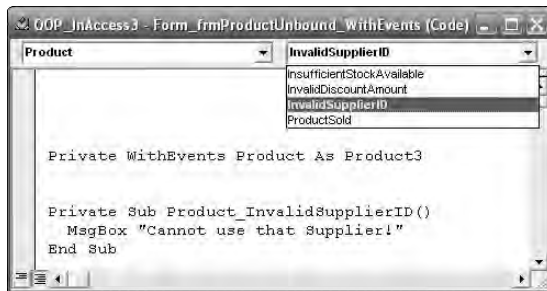 OOP_InAccess3 - Form_frmProductUnbound_WithEvents (Code)
Product
InvalidSupplierID
InsufficientStockAvailable
InvalidDiscountAmount
InvalidSupplierID
ProductSold
Private WithEvents Product As Product3
Private Sub Product_InvalidSupplierID()
MsgBox "Cannot use that Supplier!"
End Sub